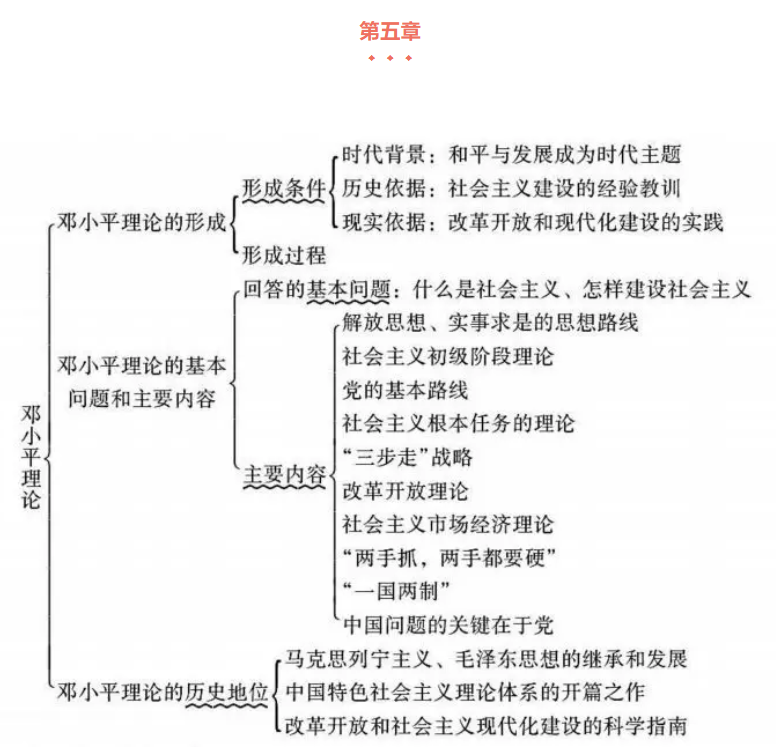 第五章
时代背景：和平与发展成为时代主题
形成条件
历史依据：社会主义建设的经验教训
邓小平理论的形成
现实依据：改革开放和现代化建设的实践
形成过程
回答的基本问题：什么是社会主义、怎样建设社会主义
解放思想、实事求是的思想路线
社会主义初级阶段理论
邓小平理论的基本
问题和主要内容
党的基本路线
社会主义根本任务的理论
邓小平理论
“三步走”战略
主要内容
改革开放理论
社会主义市场经济理论
“两手抓，两手都要硬”
“一国两制”
中国问题的关键在于党
马克思列宁主义、毛泽东思想的继承和发展
邓小平理论的历史地位
中国特色社会主义理论体系的开篇之作
改革开放和社会主义现代化建设的科学指南